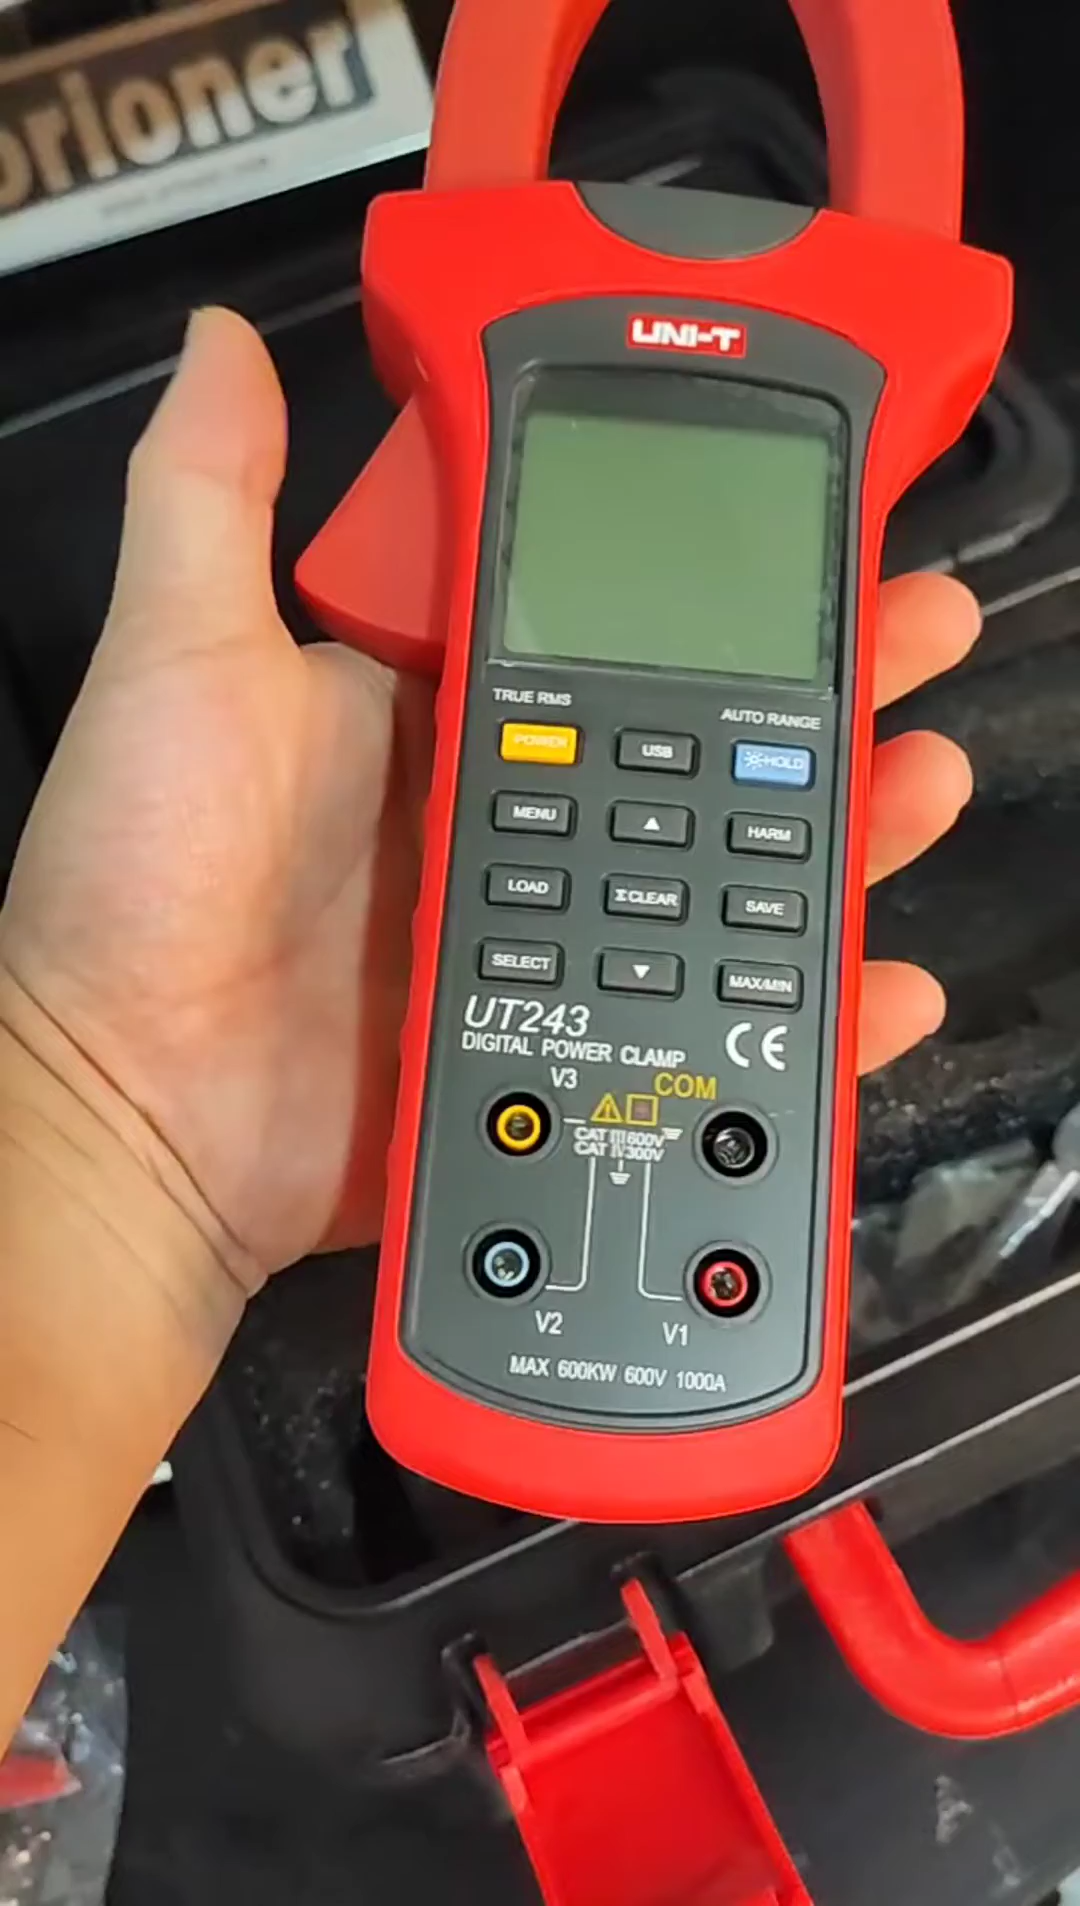 orioner
UNI-T
TRUE RMS
AUTO RANGE
POWER
USB
HOLD
MENU
▲
HARM
LOAD
ΣCLEAR
SAVE
SELECT
▼
MAX/MIN
UT243
DIGITAL POWER CLAMP
CE
V3
COM
CAT III 600V
CAT IV 300V
V2
V1
MAX 600KW 600V 1000A